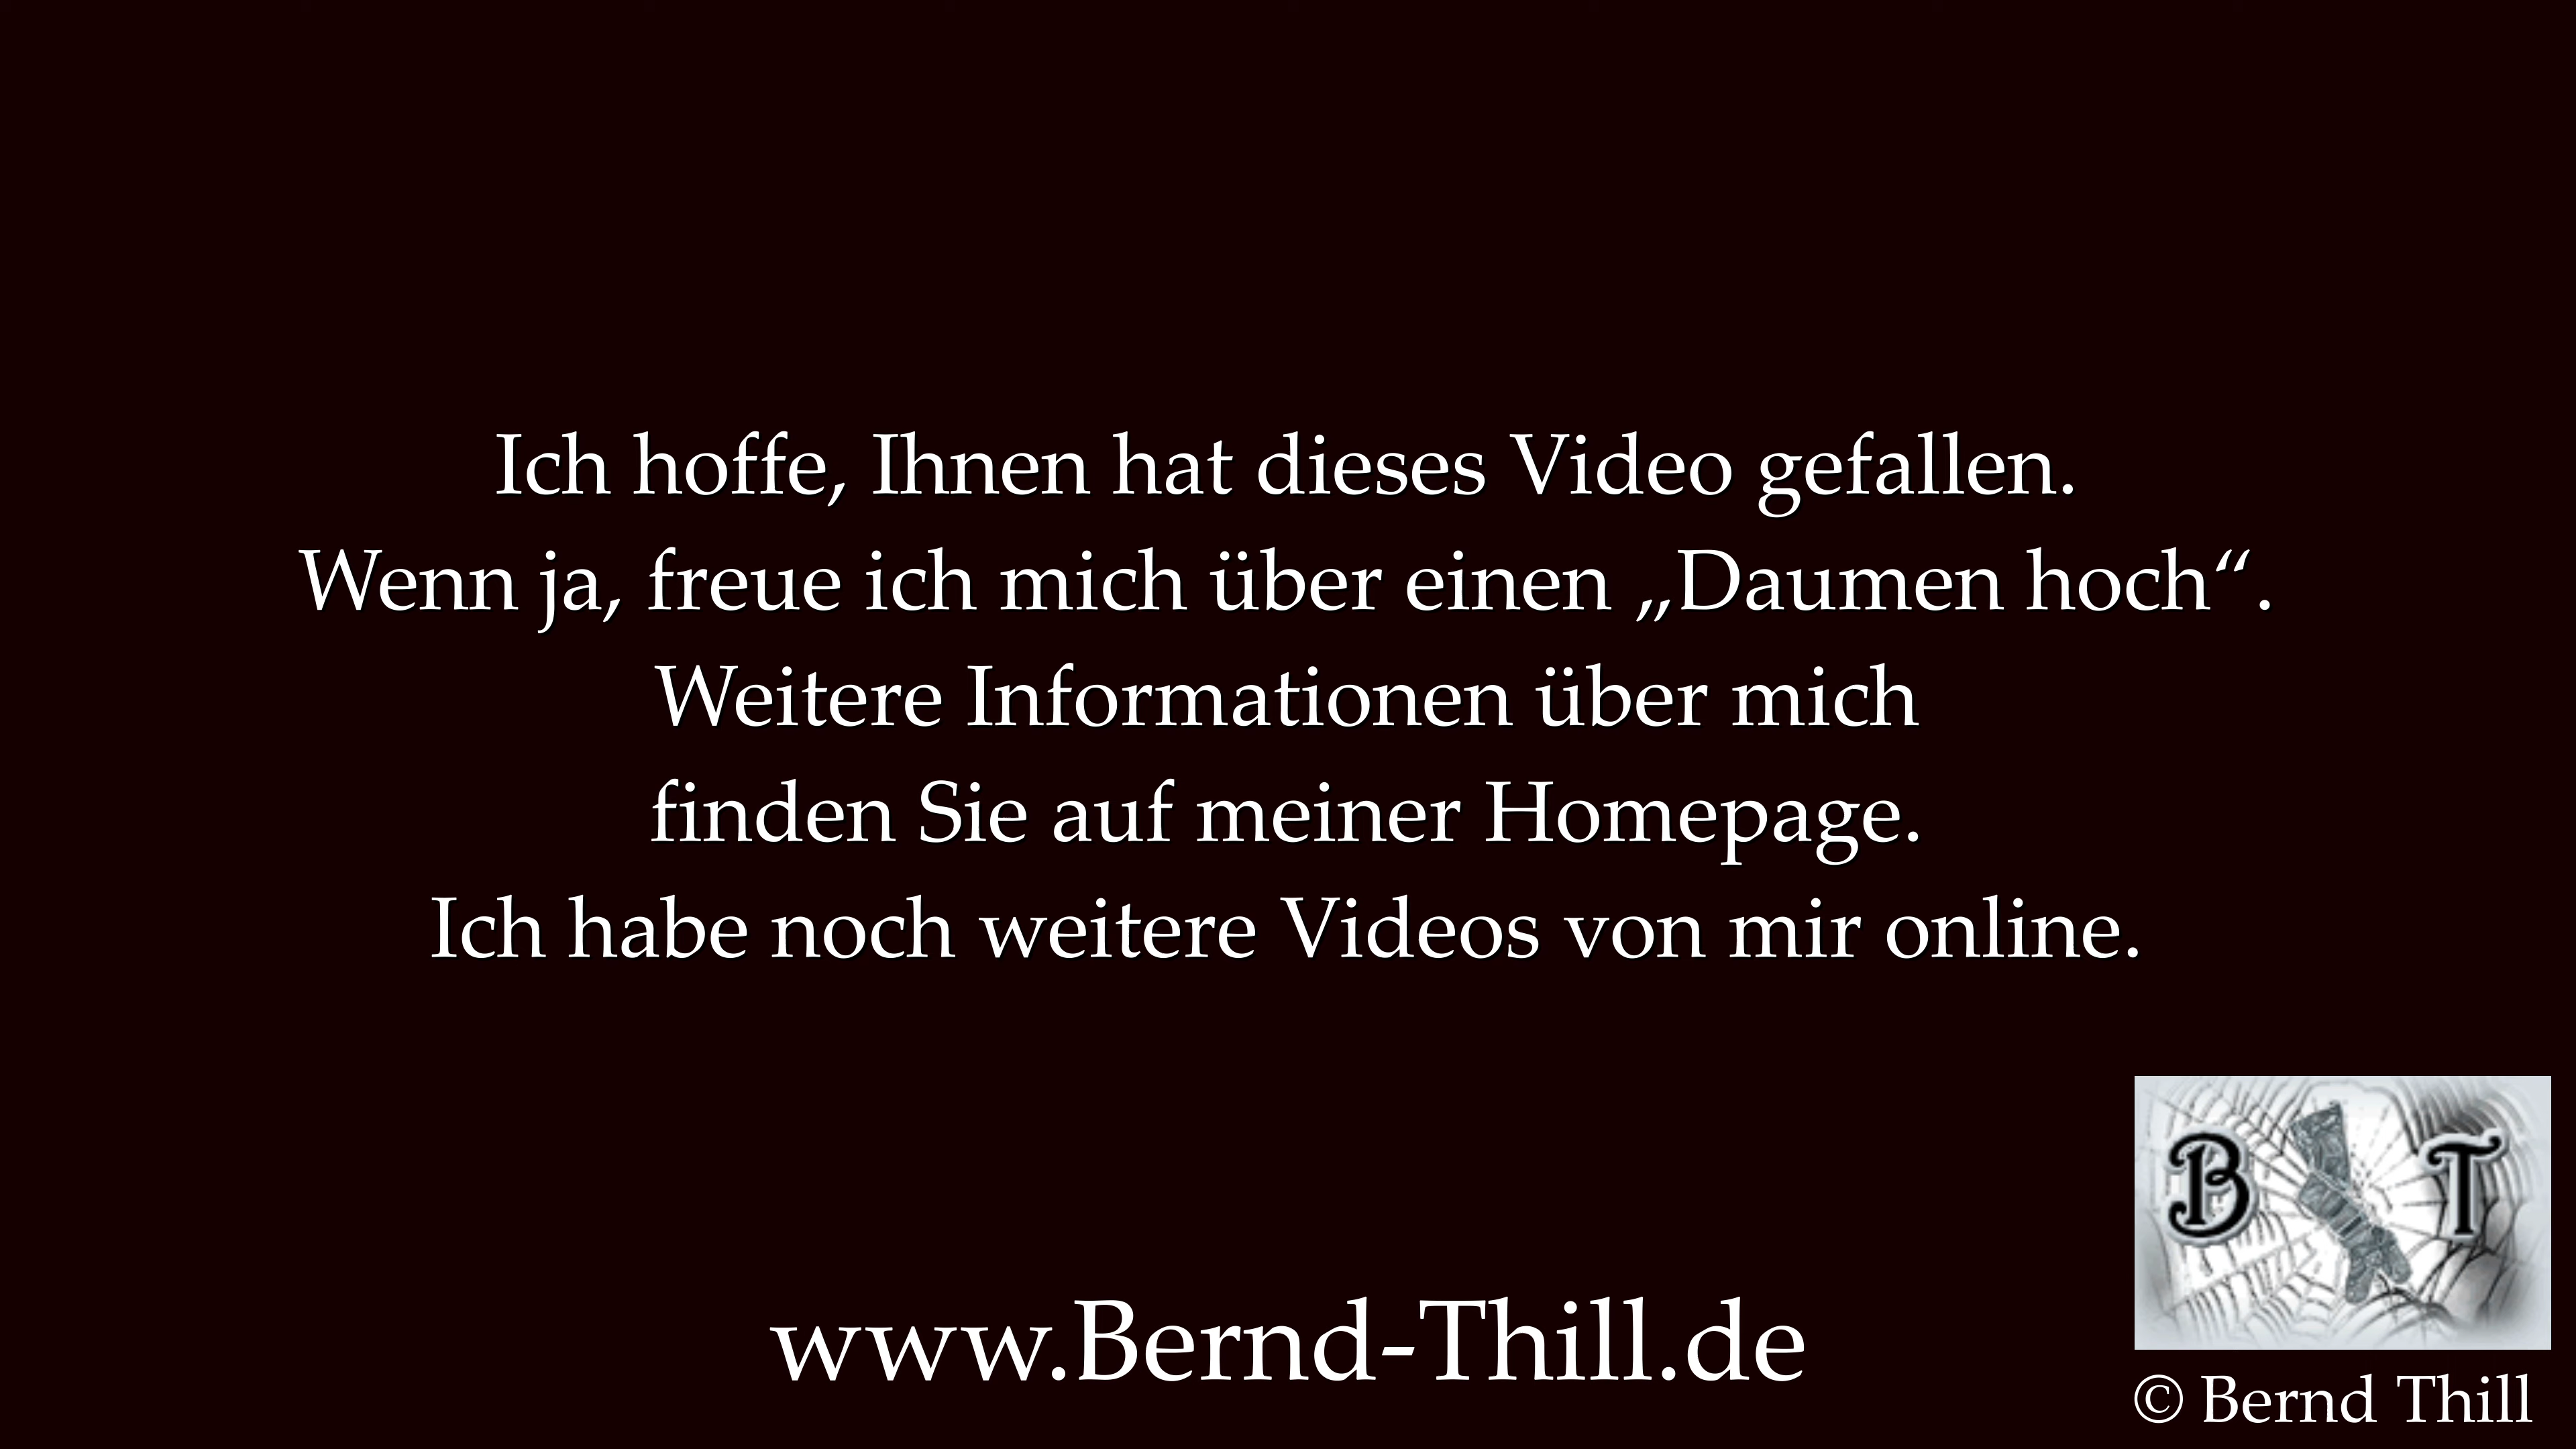 Ich hoffe, Ihnen hat dieses Video gefallen.
Wenn ja, freue ich mich über einen „Daumen hoch“.
Weitere Informationen über mich
finden Sie auf meiner Homepage.
Ich habe noch weitere Videos von mir online.
B T
www.Bernd-Thill.de
© Bernd Thill